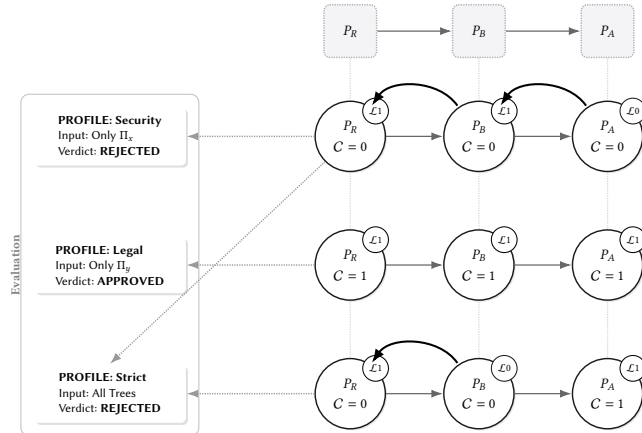 P_R P_B P_A
PROFILE: Security
Input: Only Π_x
Verdict: REJECTED
P_R
C = 0
ℒ1
P_B
C = 0
ℒ1
P_A
C = 0
ℒ0
Evaluation
PROFILE: Legal
Input: Only Π_y
Verdict: APPROVED
P_R
C = 1
ℒ1
P_B
C = 1
ℒ1
P_A
C = 1
ℒ1
PROFILE: Strict
Input: All Trees
Verdict: REJECTED
P_R
C = 0
ℒ1
P_B
C = 0
ℒ0
P_A
C = 1
ℒ1